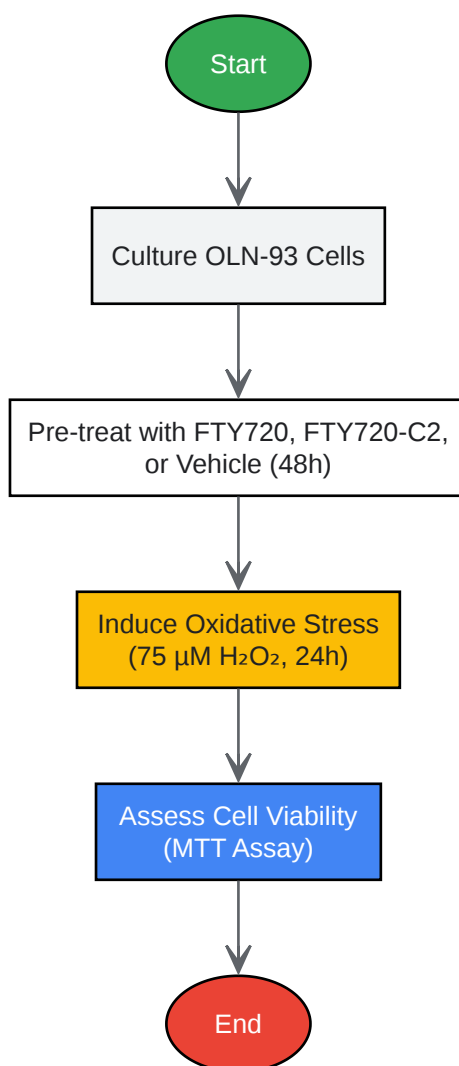 Start
Culture OLN-93 Cells
Pre-treat with FTY720, FTY720-C2,
or Vehicle (48h)
Induce Oxidative Stress
(75 µM H₂O₂, 24h)
Assess Cell Viability
(MTT Assay)
End